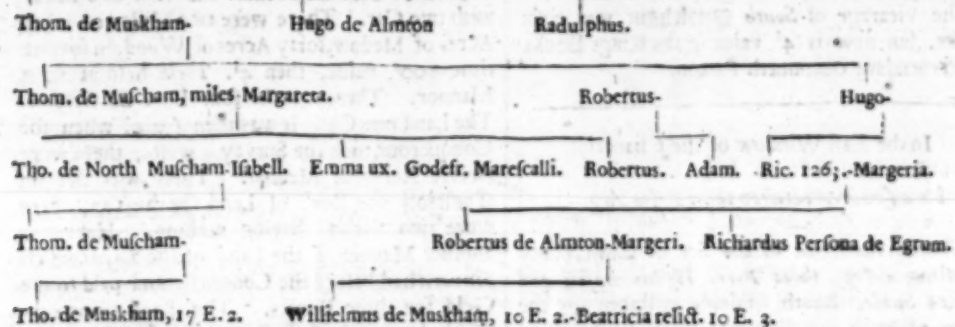 Thom. de Muskham. Hugo de Almton Radulphus.
Thom. de Muſcham, miles-Margareta. Robertus- Hugo-
Tho. de North Muſcham-Iſabell. Emma ux. Godefr. Mareſcalli. Robertus. Adam. Ric. 126;.-Margeria.
Thom. de Muſcham- Robertus de Almton-Margeri. Richardus Perſona de Egrum.
Tho. de Muskham, 17 E. 2. Willielmus de Muskham, 10 E. 2.-Beatricia relict. 10 E. 3.